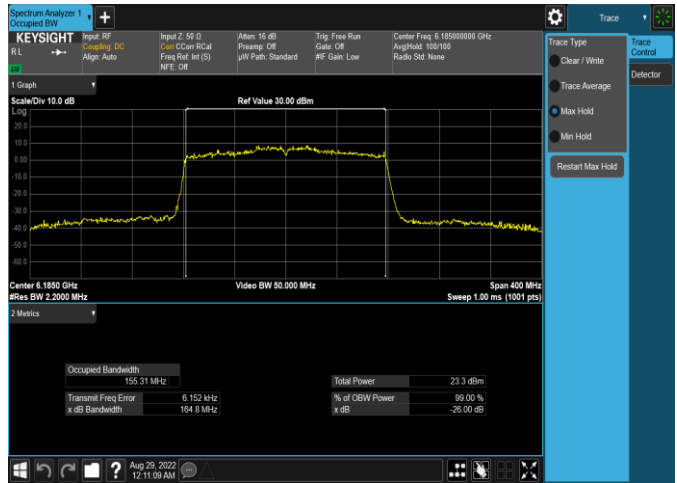 Spectrum Analyzer 1
Occupied BW
Trace
KEYSIGHT
R L
LV
Input: RF
Coupling: DC
Align: Auto
Input Z: 50 Ω
Corr CCorr RCal
Freq Ref: Int (S)
NFE: Off
Atten: 16 dB
Preamp: Off
µW Path: Standard
Trig: Free Run
Gate: Off
#IF Gain: Low
Center Freq: 6.185000000 GHz
Avg|Hold: 100/100
Radio Std: None
Trace Type
Clear / Write
Trace Average
Max Hold
Min Hold
Restart Max Hold
Trace
Control
Detector
1 Graph
Scale/Div 10.0 dB
Ref Value 30.00 dBm
Log
20.0
10.0
0.00
-10.0
-20.0
-30.0
-40.0
-50.0
-60.0
Center 6.1850 GHz
Video BW 50.000 MHz
Span 400 MHz
#Res BW 2.2000 MHz
Sweep 1.00 ms (1001 pts)
2 Metrics
Occupied Bandwidth
155.31 MHz
Total Power 23.3 dBm
Transmit Freq Error 6.152 kHz
% of OBW Power 99.00 %
x dB Bandwidth 164.8 MHz
x dB -26.00 dB
?
Aug 29, 2022
12:11:09 AM